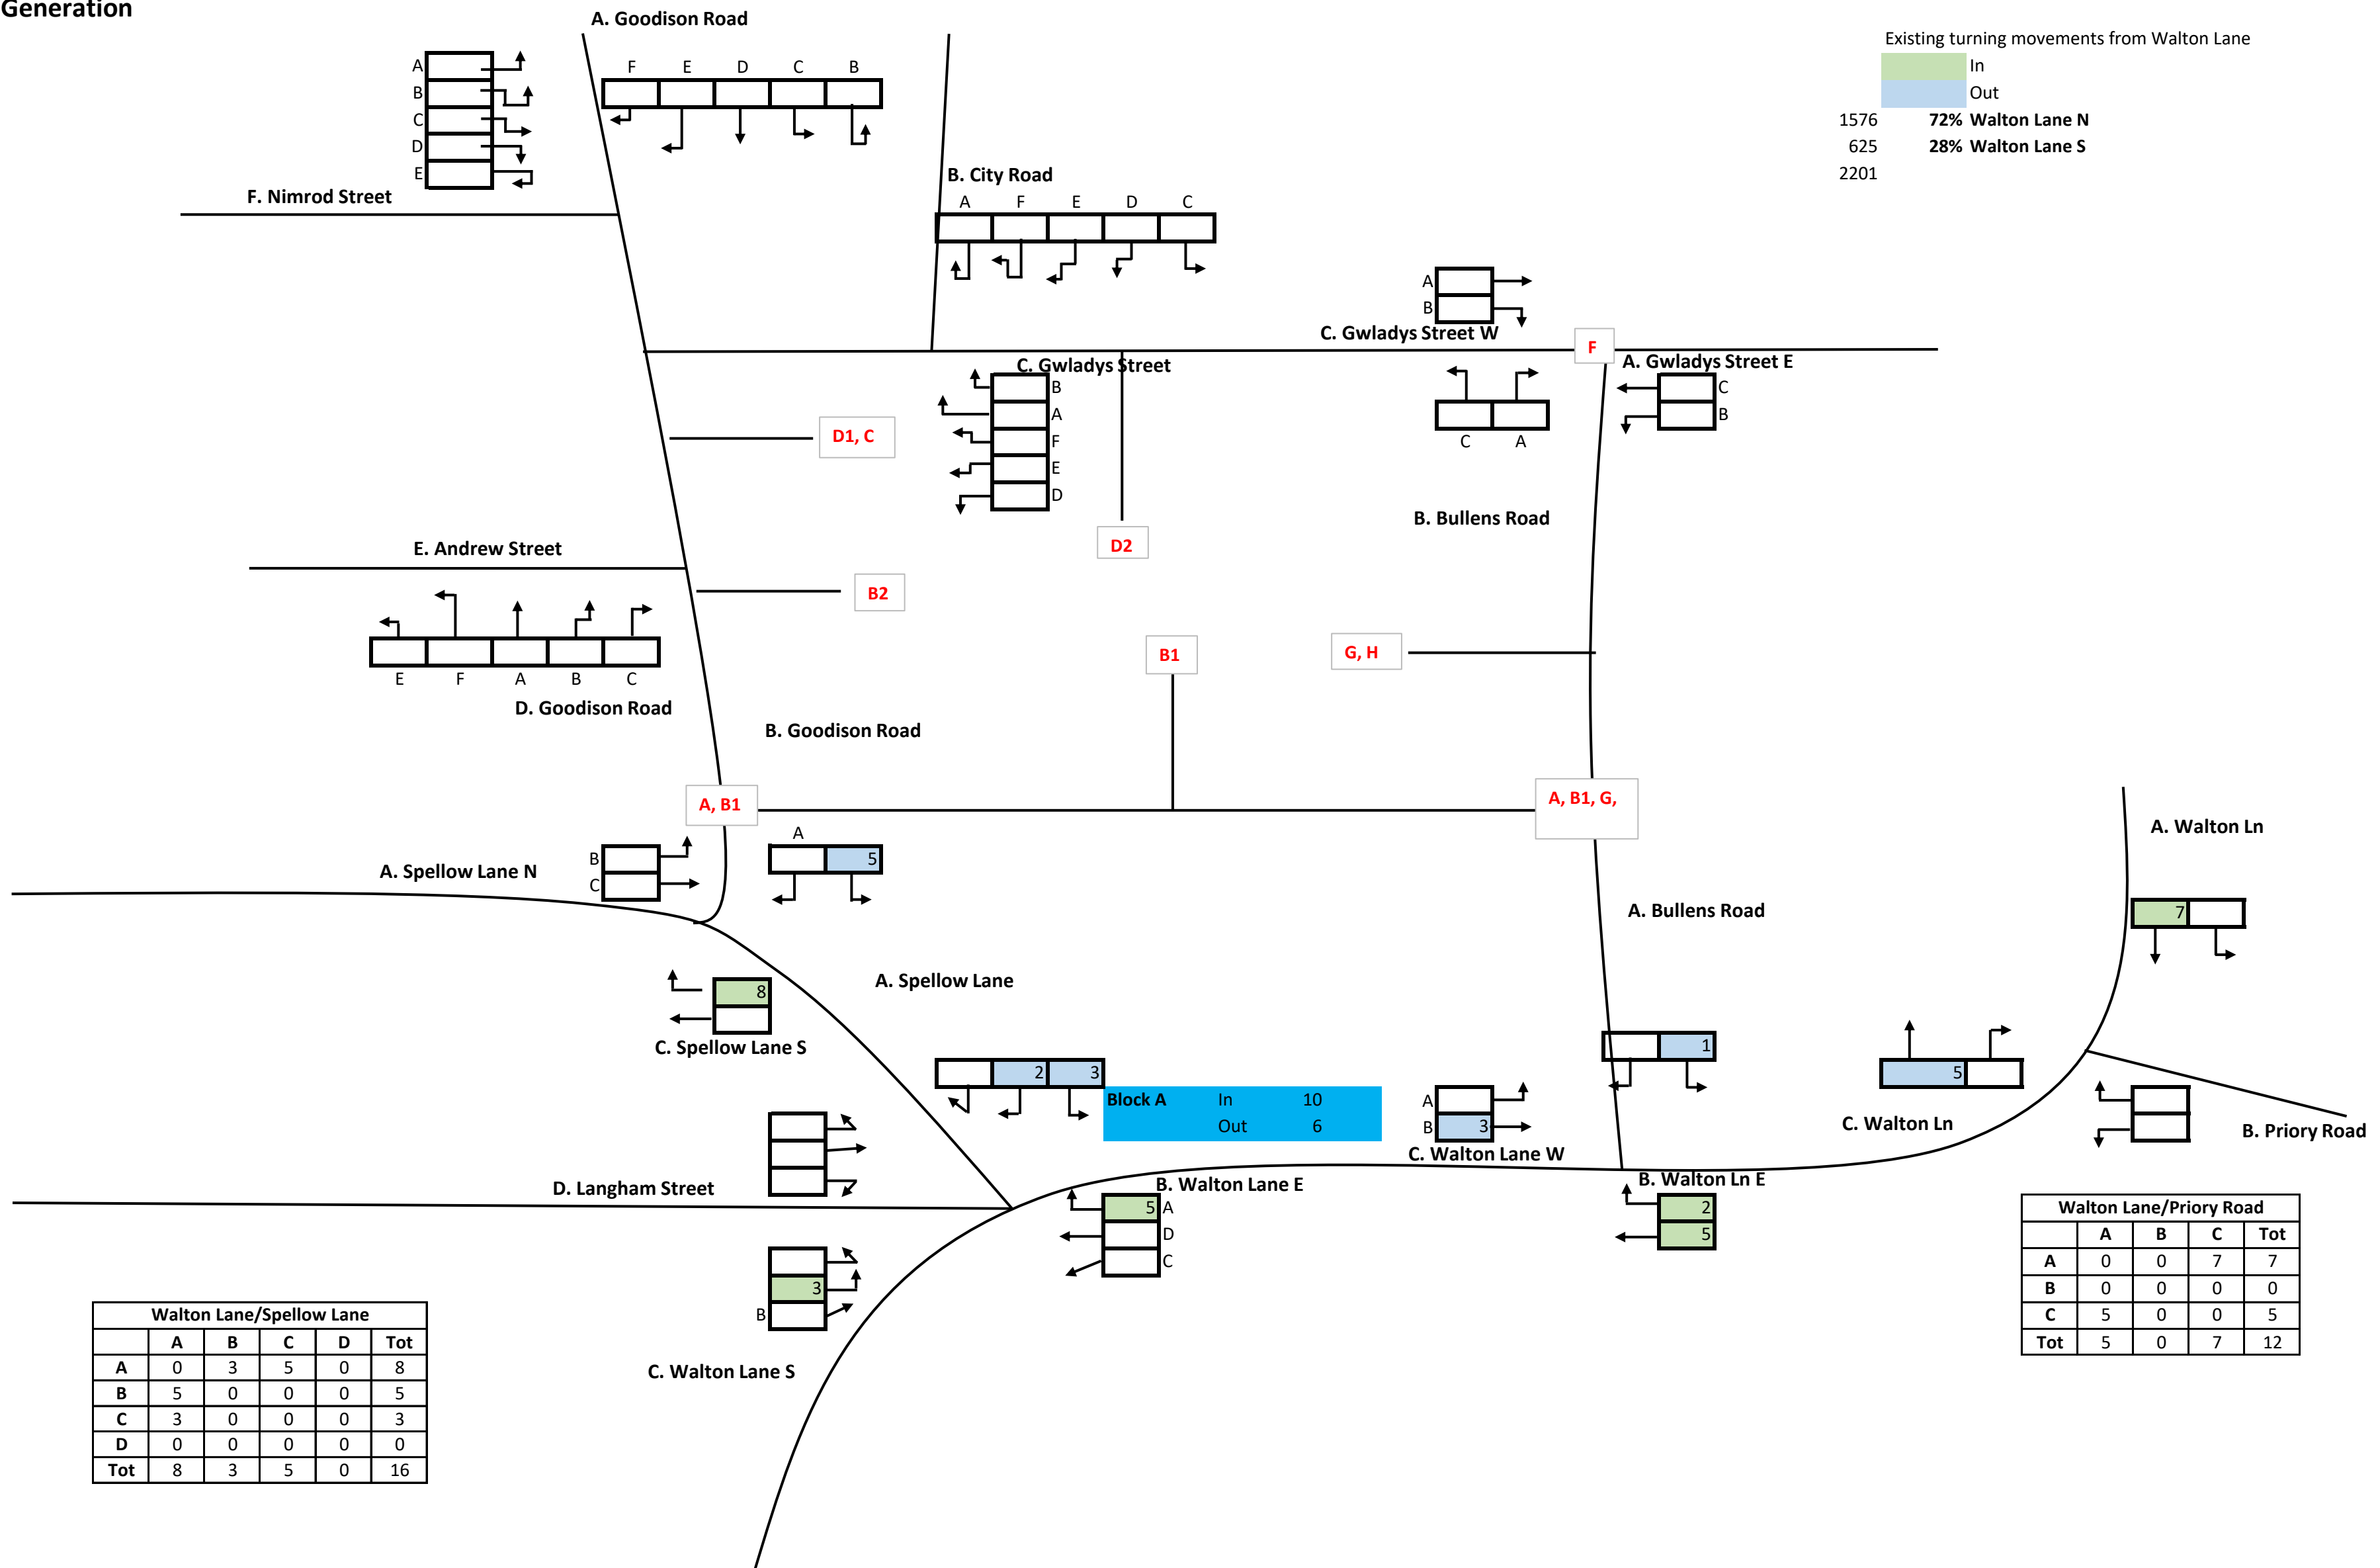 Generation
A. Goodison Road
Existing turning movements from Walton Lane
In
Out
1576 72% Walton Lane N
625 28% Walton Lane S
2201
A
B
C
D
E
F E D C B
F. Nimrod Street
B. City Road
A F E D C
A
B
C. Gwladys Street W
F
A. Gwladys Street E
C
B
C A
C. Gwladys Street
B
A
F
E
D
D1, C
B. Bullens Road
D2
E. Andrew Street
B2
E F A B C
D. Goodison Road
B1
G, H
B. Goodison Road
A, B1
A, B1, G,
A. Walton Ln
A
B
C
5
A. Spellow Lane N
A. Bullens Road
7
A. Spellow Lane
8
C. Spellow Lane S
2 3
1
5
Block A In 10
Out 6
A
B 3
C. Walton Lane W
C. Walton Ln
B. Priory Road
D. Langham Street
B. Walton Lane E
B. Walton Ln E
5 A
D
C
2
5
3
B
C. Walton Lane S
Walton Lane/Priory Road
A B C Tot
A 0 0 7 7
B 0 0 0 0
C 5 0 0 5
Tot 5 0 7 12
Walton Lane/Spellow Lane
A B C D Tot
A 0 3 5 0 8
B 5 0 0 0 5
C 3 0 0 0 3
D 0 0 0 0 0
Tot 8 3 5 0 16